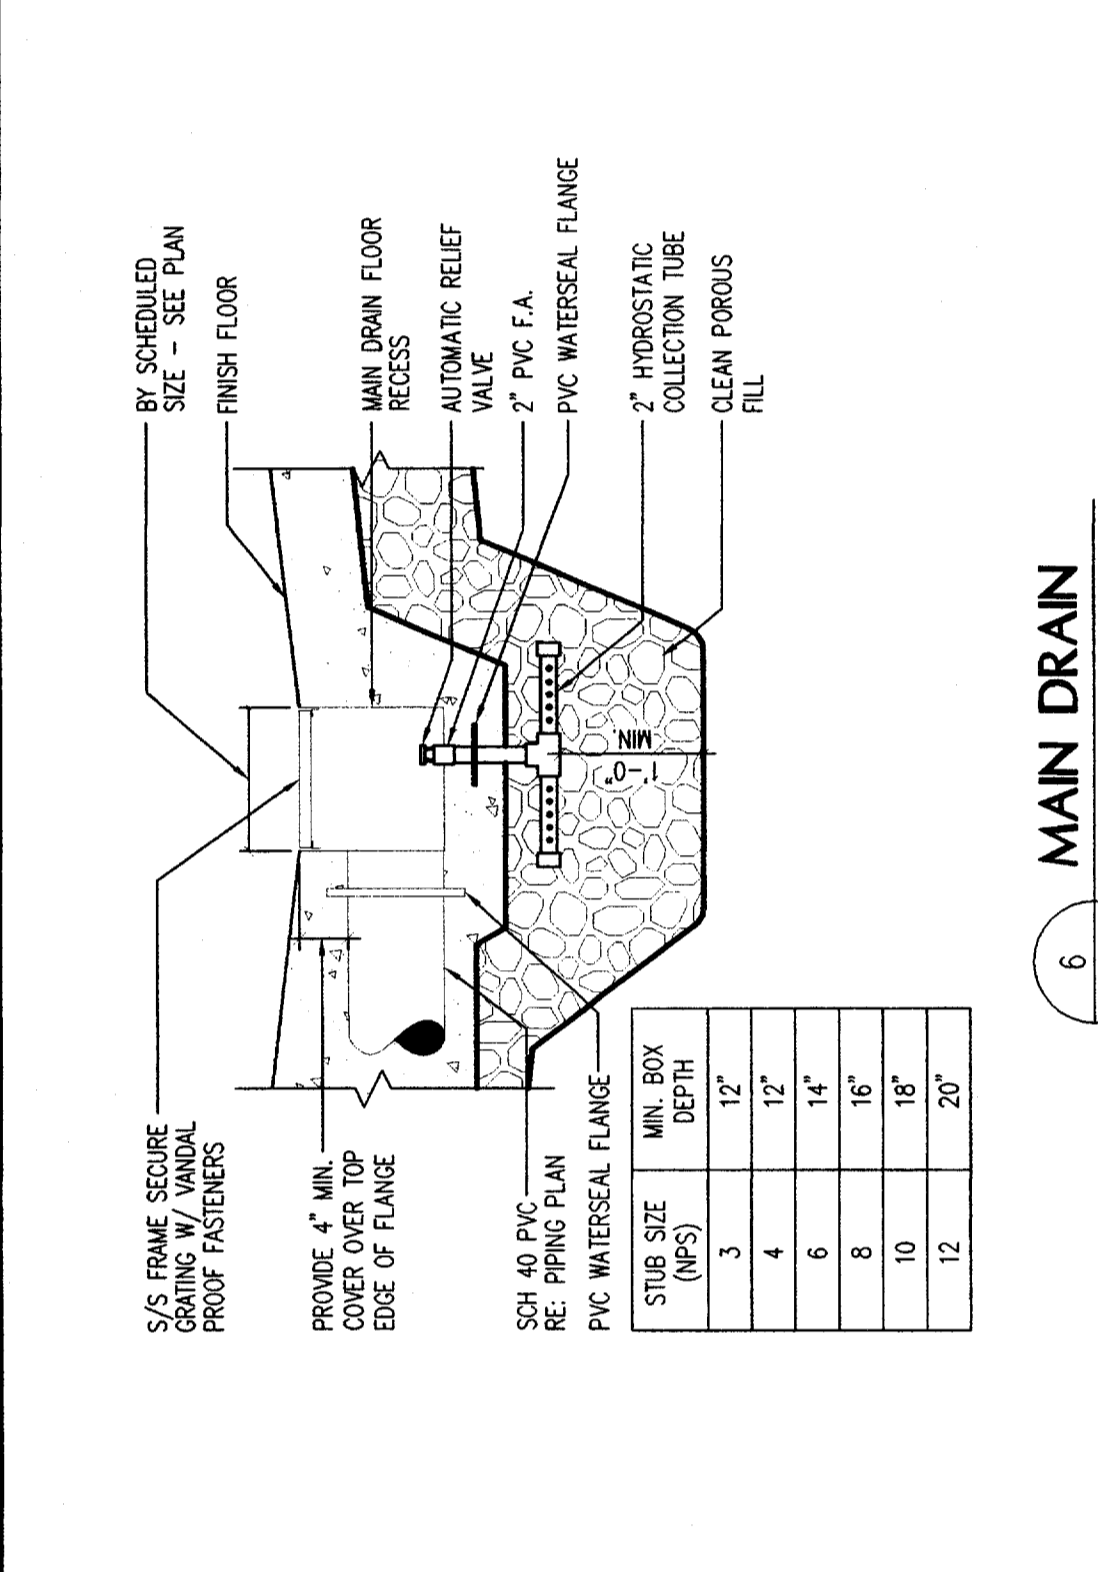 S/S FRAME SECURE
GRATING W/ VANDAL
PROOF FASTENERS
PROVIDE 4" MIN.
COVER OVER TOP
EDGE OF FLANGE
SCH 40 PVC
RE: PIPING PLAN
PVC WATERSEAL FLANGE
BY SCHEDULED
SIZE - SEE PLAN
FINISH FLOOR
MAIN DRAIN FLOOR
RECESS
AUTOMATIC RELIEF
VALVE
2" PVC F.A.
PVC WATERSEAL FLANGE
2" HYDROSTATIC
COLLECTION TUBE
CLEAN POROUS
FILL
1'-0"
MIN.
STUB SIZE
(NPS)
MIN. BOX
DEPTH
3 12"
4 12"
6 14"
8 16"
10 18"
12 20"
6 MAIN DRAIN